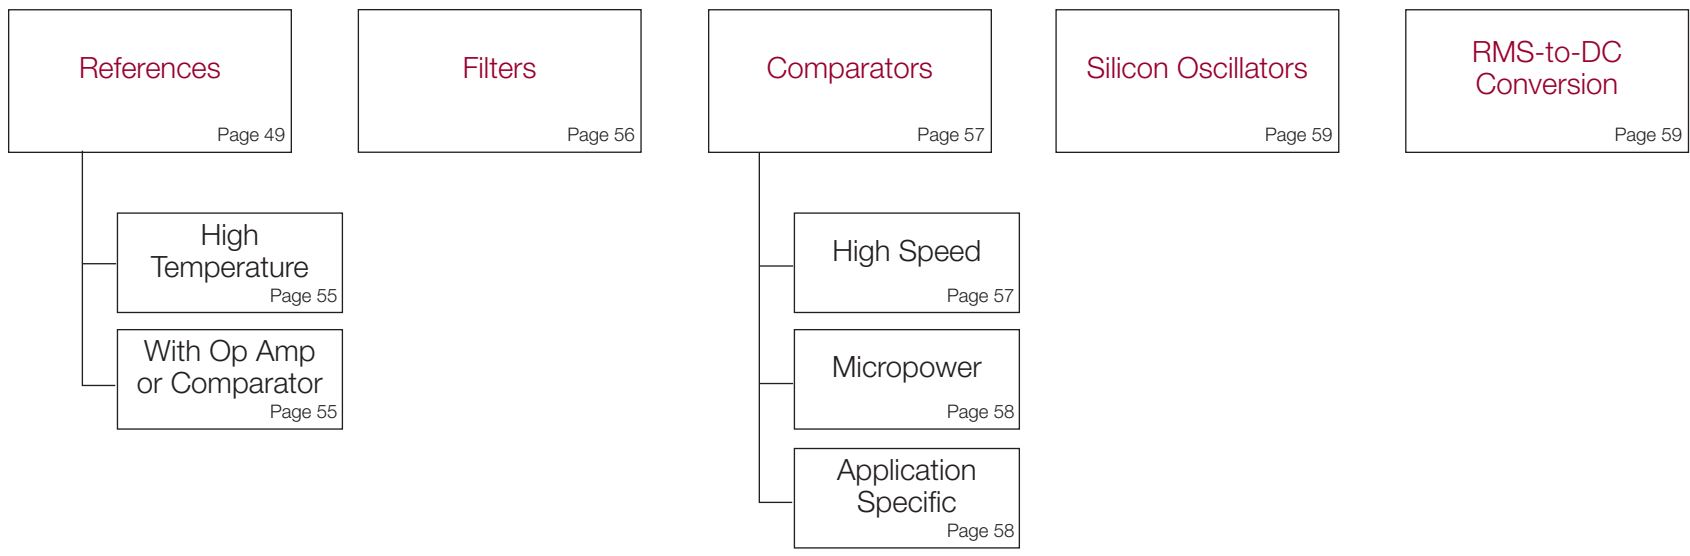 References
Page 49
High
Temperature
Page 55
With Op Amp
or Comparator
Page 55
Filters
Page 56
Comparators
Page 57
High Speed
Page 57
Micropower
Page 58
Application
Specific
Page 58
Silicon Oscillators
Page 59
RMS-to-DC
Conversion
Page 59